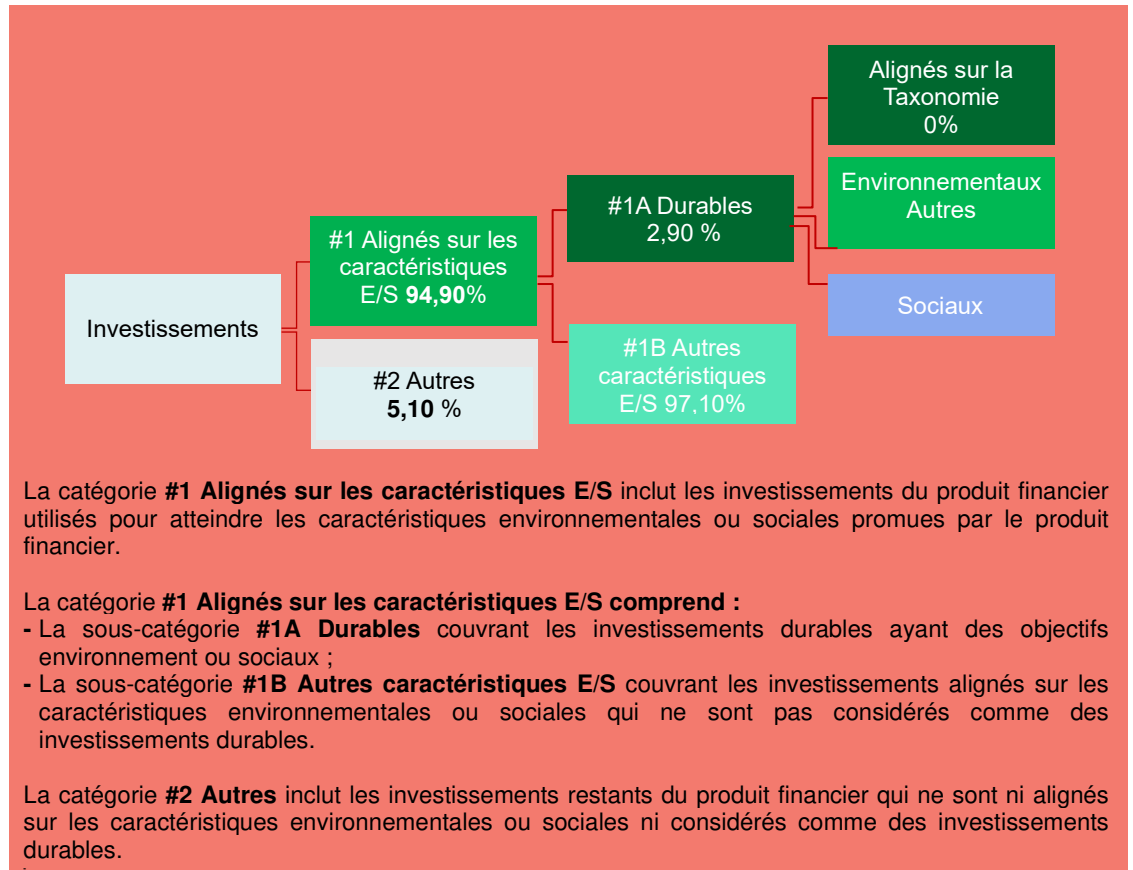 Alignés sur la
Taxonomie
0%
Environnementaux
Autres
#1A Durables
2,90 %
#1 Alignés sur les
caractéristiques
E/S 94,90%
Sociaux
Investissements
#1B Autres
caractéristiques
E/S 97,10%
#2 Autres
5,10 %
La catégorie #1 Alignés sur les caractéristiques E/S inclut les investissements du produit financier
utilisés pour atteindre les caractéristiques environnementales ou sociales promues par le produit
financier.
La catégorie #1 Alignés sur les caractéristiques E/S comprend :
- La sous-catégorie #1A Durables couvrant les investissements durables ayant des objectifs
environnement ou sociaux ;
- La sous-catégorie #1B Autres caractéristiques E/S couvrant les investissements alignés sur les
caractéristiques environnementales ou sociales qui ne sont pas considérés comme des
investissements durables.
La catégorie #2 Autres inclut les investissements restants du produit financier qui ne sont ni alignés
sur les caractéristiques environnementales ou sociales ni considérés comme des investissements
durables.